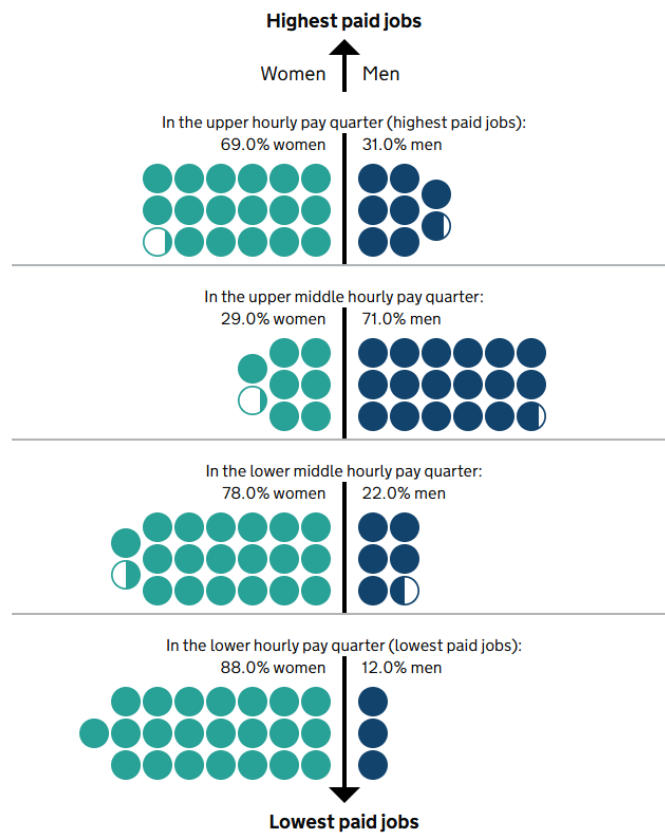 Highest paid jobs
Women Men
In the upper hourly pay quarter (highest paid jobs):
69.0% women 31.0% men
In the upper middle hourly pay quarter:
29.0% women 71.0% men
In the lower middle hourly pay quarter:
78.0% women 22.0% men
In the lower hourly pay quarter (lowest paid jobs):
88.0% women 12.0% men
Lowest paid jobs